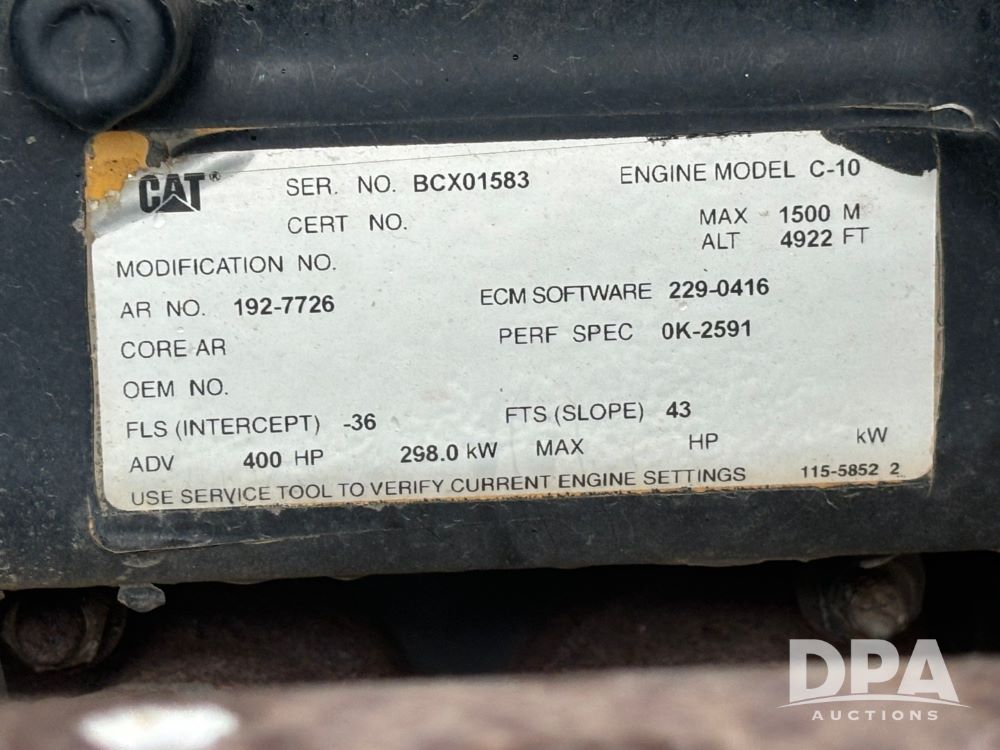 CAT® SER. NO. BCX01583 ENGINE MODEL C-10
CERT NO. MAX 1500 M
ALT 4922 FT
MODIFICATION NO.
AR NO. 192-7726 ECM SOFTWARE 229-0416
CORE AR PERF SPEC 0K-2591
OEM NO.
FLS (INTERCEPT) -36 FTS (SLOPE) 43
ADV 400 HP 298.0 kW MAX HP kW
USE SERVICE TOOL TO VERIFY CURRENT ENGINE SETTINGS 115-5852 2
DPA
AUCTIONS